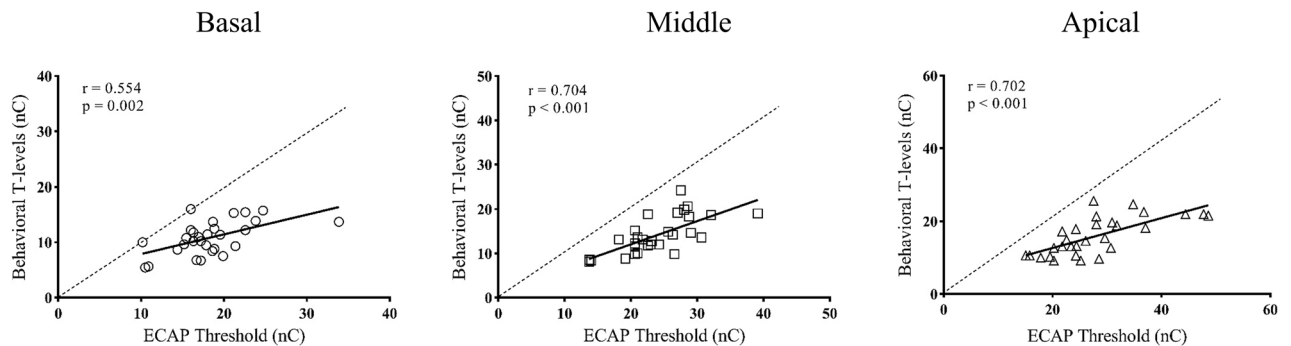 Basal
r = 0.554
p = 0.002
Behavioral T-levels (nC)
40
30
20
10
0
0 10 20 30 40
ECAP Threshold (nC)
Middle
r = 0.704
p < 0.001
Behavioral T-levels (nC)
50
40
30
20
10
0
0 10 20 30 40 50
ECAP Threshold (nC)
Apical
r = 0.702
p < 0.001
Behavioral T-levels (nC)
60
40
20
0
0 20 40 60
ECAP Threshold (nC)